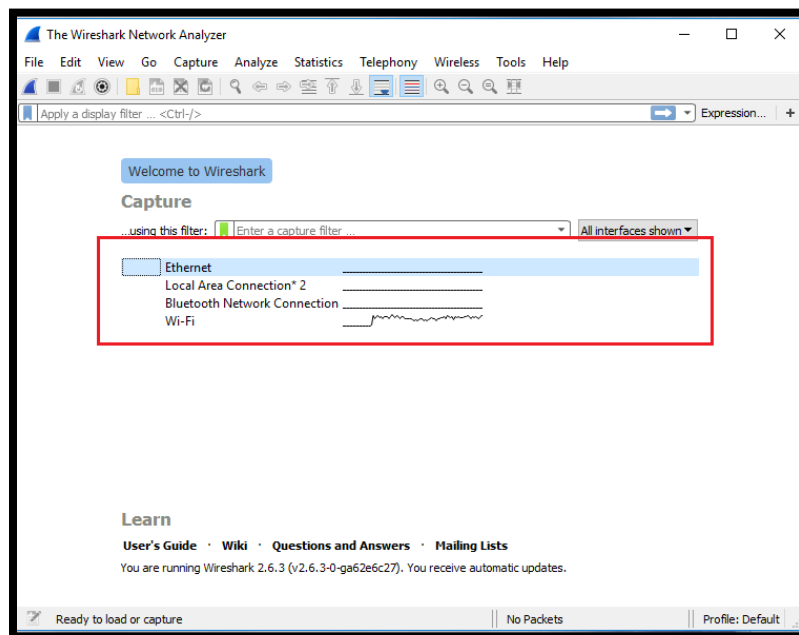 The Wireshark Network Analyzer
File Edit View Go Capture Analyze Statistics Telephony Wireless Tools Help
Apply a display filter ... <Ctrl-/> Expression... +
Welcome to Wireshark
Capture
...using this filter: Enter a capture filter ... All interfaces shown
Ethernet
Local Area Connection* 2
Bluetooth Network Connection
Wi-Fi
Learn
User's Guide · Wiki · Questions and Answers · Mailing Lists
You are running Wireshark 2.6.3 (v2.6.3-0-ga62e6c27). You receive automatic updates.
Ready to load or capture No Packets Profile: Default